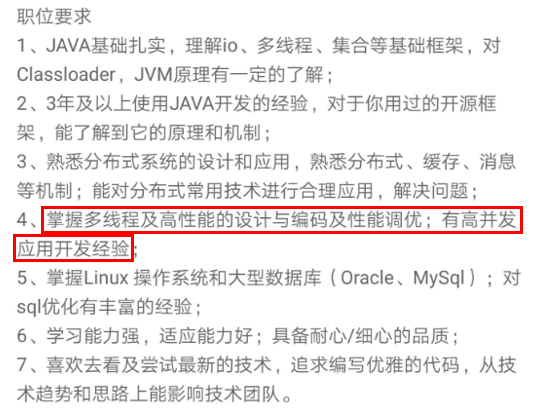 职位要求
1、JAVA基础扎实，理解io、多线程、集合等基础框架，对
Classloader，JVM原理有一定的了解；
2、3年及以上使用JAVA开发的经验，对于你用过的开源框
架，能了解到它的原理和机制；
3、熟悉分布式系统的设计和应用，熟悉分布式、缓存、消息
等机制；能对分布式常用技术进行合理应用，解决问题；
4、掌握多线程及高性能的设计与编码及性能调优；有高并发
应用开发经验；
5、掌握Linux 操作系统和大型数据库（Oracle、MySql）；对
sql优化有丰富的经验；
6、学习能力强，适应能力好；具备耐心/细心的品质；
7、喜欢去看及尝试最新的技术，追求编写优雅的代码，从技
术趋势和思路上能影响技术团队。